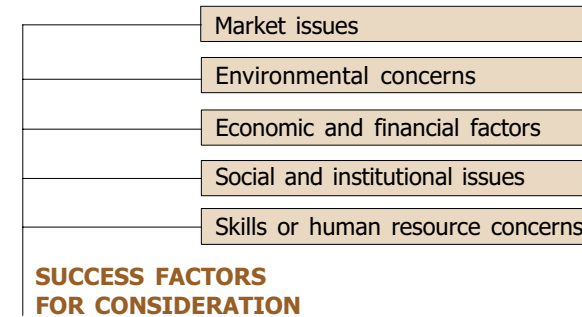 Market issues
Environmental concerns
Economic and financial factors
Social and institutional issues
Skills or human resource concerns
SUCCESS FACTORS
FOR CONSIDERATION